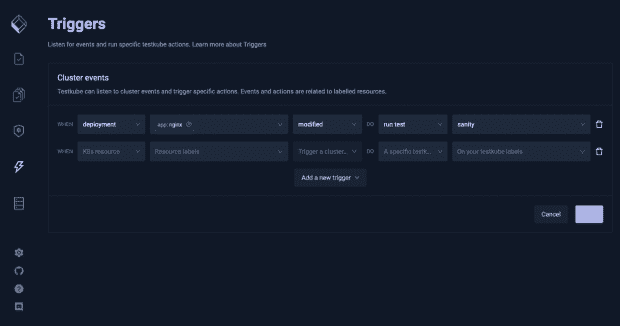 Triggers
Listen for events and run specific testkube actions. Learn more about Triggers
Cluster events
Testkube can listen to cluster events and trigger specific actions. Events and actions are related to labelled resources.
WHEN deployment app: nginx modified DO run test sanity
WHEN K8s resource Resource labels Trigger a cluster... DO A specific testk... On your testkube labels
Add a new trigger
Cancel